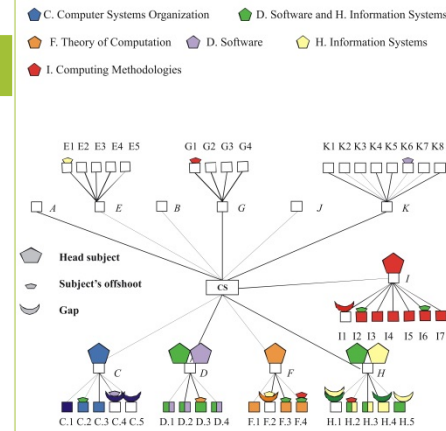 C. Computer Systems Organization D. Software and H. Information Systems
F. Theory of Computation D. Software H. Information Systems
I. Computing Methodologies
E1 E2 E3 E4 E5 G1 G2 G3 G4 K1 K2 K3 K4 K5 K6 K7 K8
A E B G J K
Head subject
Subject's offshoot
Gap
CS
I
I1 I2 I3 I4 I5 I6 I7
C D F H
C.1 C.2 C.3 C.4 C.5 D.1 D.2 D.3 D.4 F.1 F.2 F.3 F.4 H.1 H.2 H.3 H.4 H.5